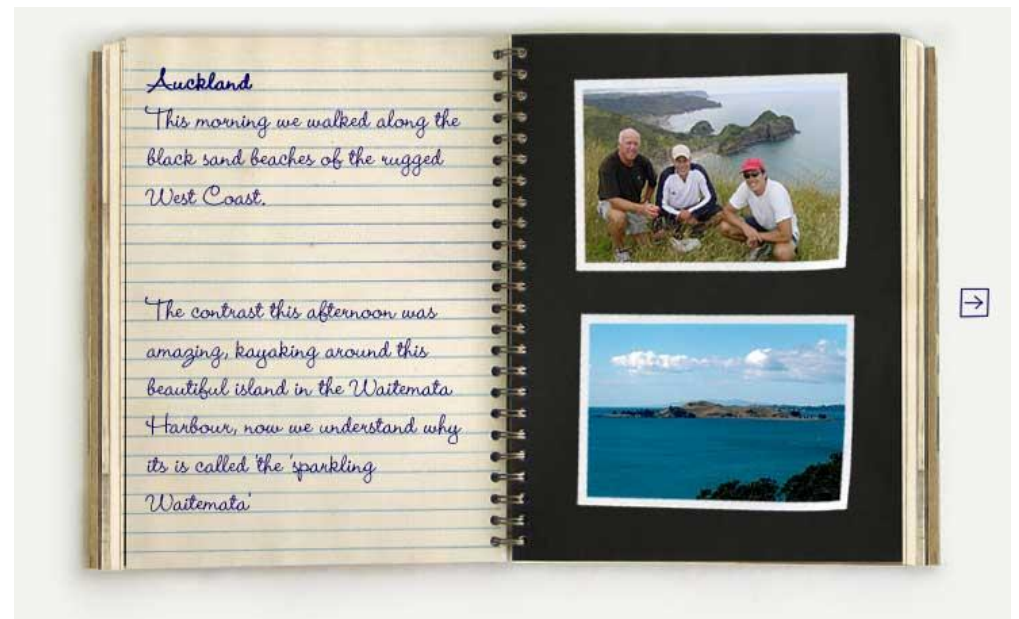 Auckland
This morning we walked along the
black sand beaches of the rugged
West Coast.
The contrast this afternoon was
amazing, kayaking around this
beautiful island in the Waitemata
Harbour, now we understand why
its is called 'the 'sparkling
Waitemata'